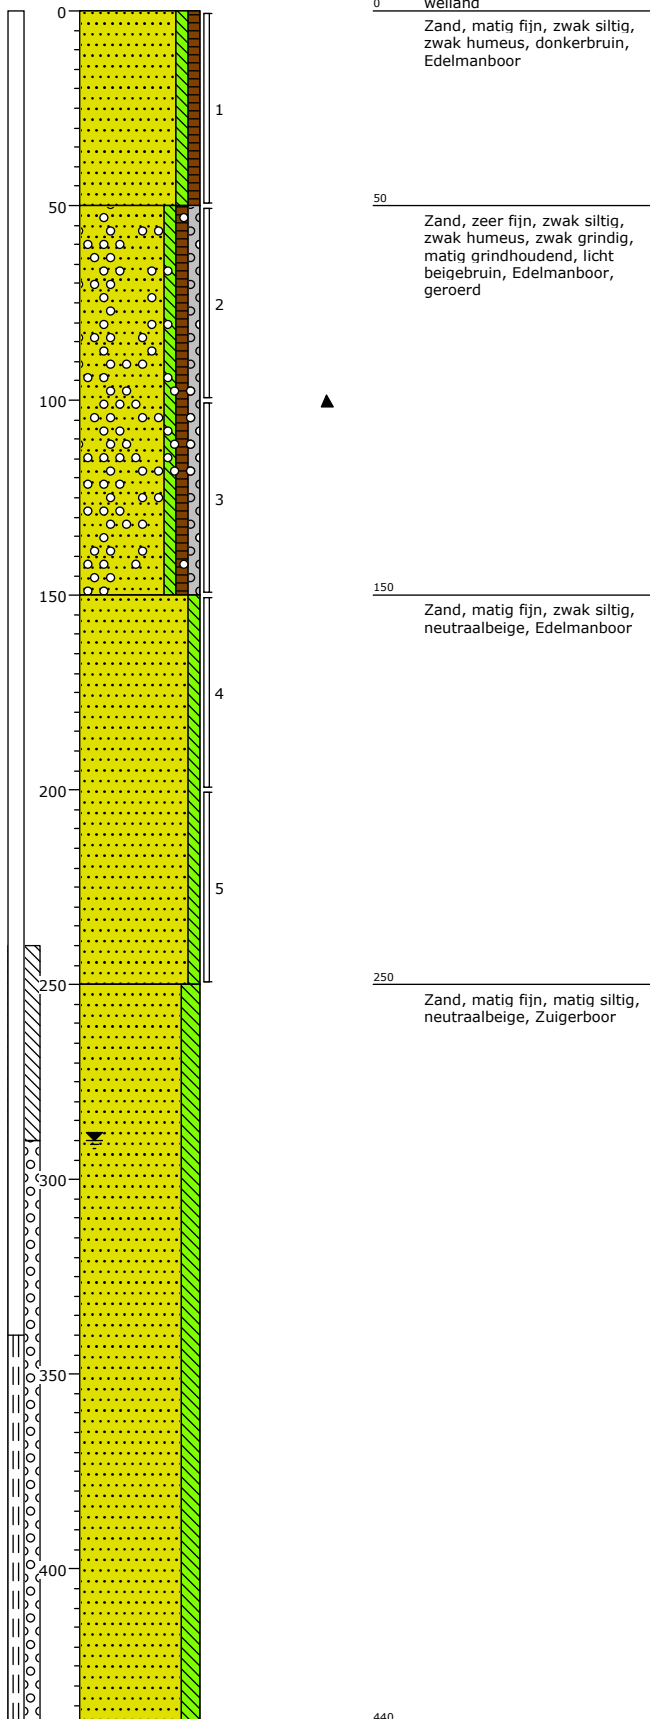 0
0
weiland
Zand, matig fijn, zwak siltig,
zwak humeus, donkerbruin,
Edelmanboor
1
50
50
Zand, zeer fijn, zwak siltig,
zwak humeus, zwak grindig,
matig grindhoudend, licht
beigebruin, Edelmanboor,
geroerd
2
100
3
150
150
Zand, matig fijn, zwak siltig,
neutraalbeige, Edelmanboor
4
200
5
250
250
Zand, matig fijn, matig siltig,
neutraalbeige, Zuigerboor
300
350
400
440